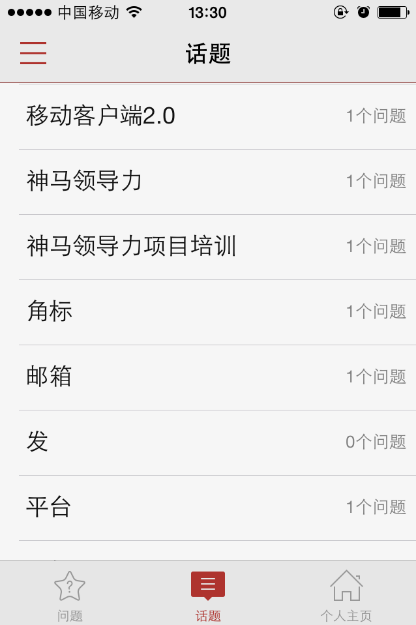 中国移动 13:30
话题
移动客户端2.0 1个问题
神马领导力 1个问题
神马领导力项目培训 1个问题
角标 1个问题
邮箱 1个问题
发 0个问题
平台 1个问题
问题 话题 个人主页